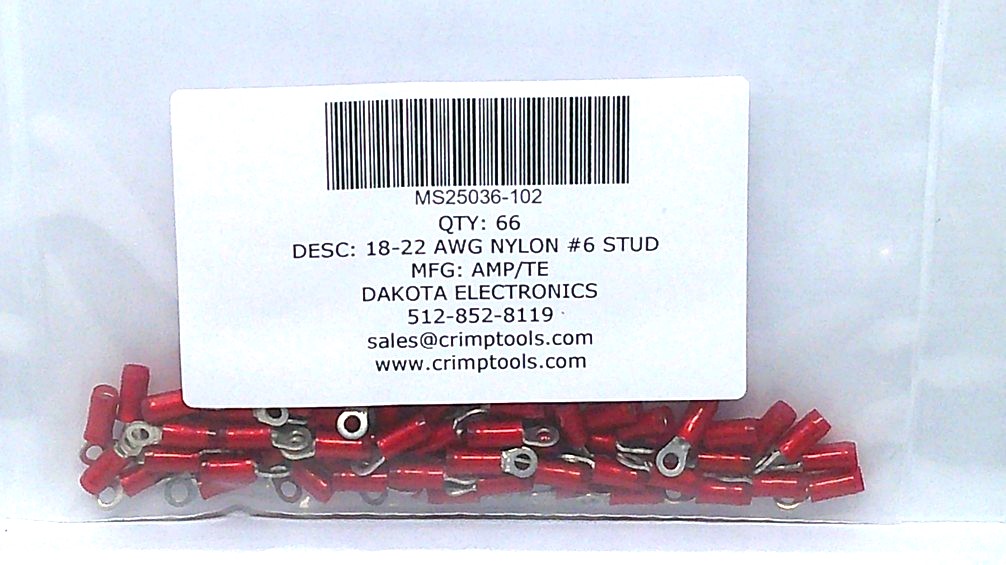 MS25036-102
QTY: 66
DESC: 18-22 AWG NYLON #6 STUD
MFG: AMP/TE
DAKOTA ELECTRONICS
512-852-8119
sales@crimptools.com
www.crimptools.com